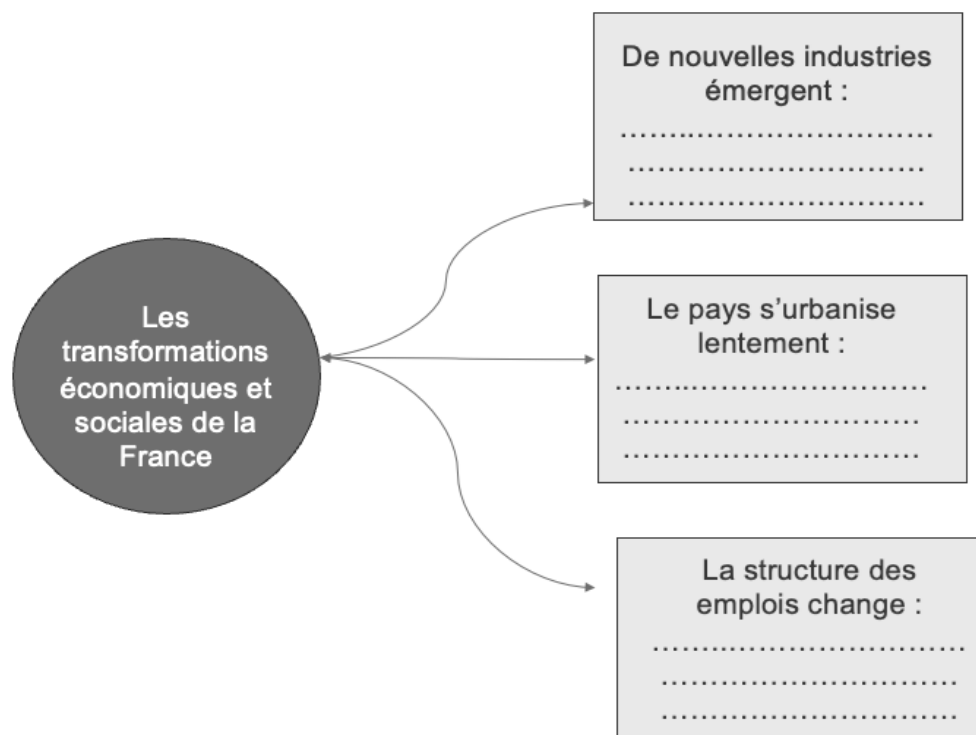 Les
transformations
économiques et
sociales de la
France
De nouvelles industries
émergent :
……...……………………
…………………………
…………………………
Le pays s’urbanise
lentement :
……...……………………
…………………………
…………………………
La structure des
emplois change :
……...……………………
…………………………
…………………………